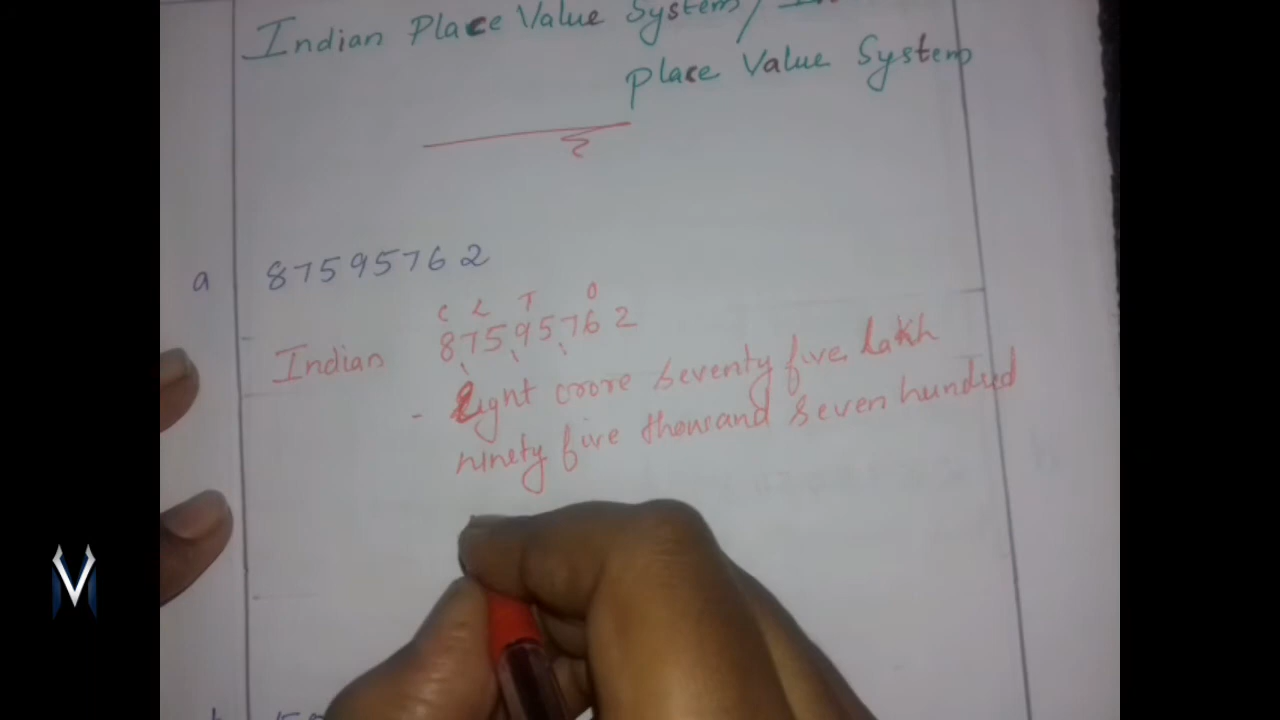 Indian Place Value System /
Place Value System
a 87595762
C L T O
Indian 87595762
- Eight crore seventy five lakh
ninety five thousand seven hundred